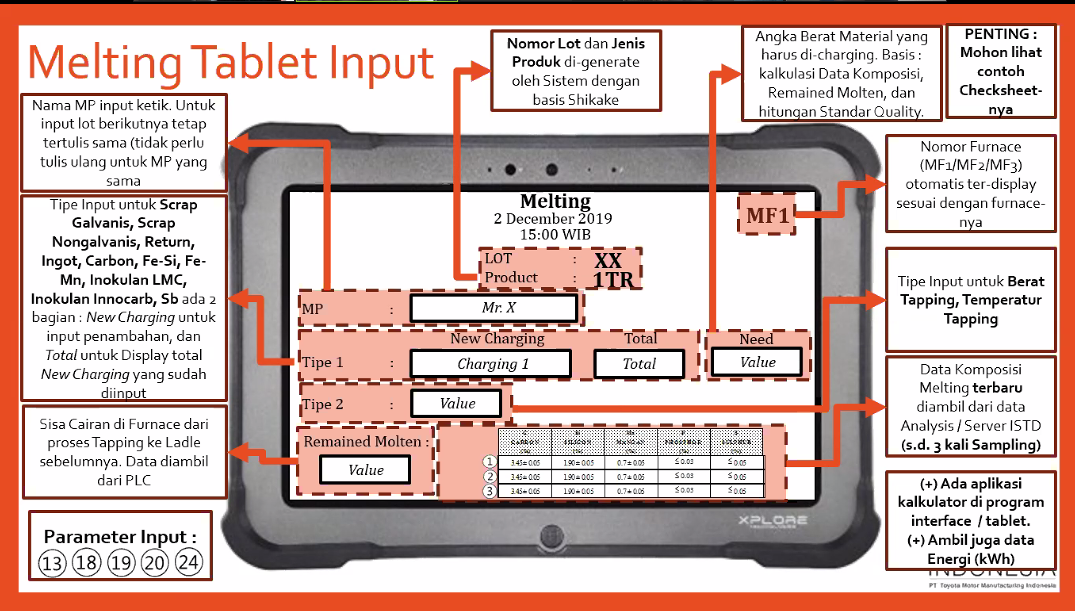 Melting Tablet Input
Nomor Lot dan Jenis
Produk di-generate
oleh Sistem dengan
basis Shikake
Angka Berat Material yang
harus di-charging. Basis :
kalkulasi Data Komposisi,
Remained Molten, dan
hitungan Standar Quality.
PENTING :
Mohon lihat
contoh
Checksheet-
nya
Nama MP input ketik. Untuk
input lot berikutnya tetap
tertulis sama (tidak perlu
tulis ulang untuk MP yang
sama
Tipe Input untuk Scrap
Galvanis, Scrap
Nongalvanis, Return,
Ingot, Carbon, Fe-Si, Fe-
Mn, Inokulan LMC,
Inokulan Innocarb, Sb ada 2
bagian : New Charging untuk
input penambahan, dan
Total untuk Display total
New Charging yang sudah
diinput
Sisa Cairan di Furnace dari
proses Tapping ke Ladle
sebelumnya. Data diambil
dari PLC
Parameter Input :
13 18 19 20 24
Melting
2 December 2019
15:00 WIB
MF1
LOT : XX
Product : 1TR
MP : Mr. X
New Charging Total Need
Tipe 1 : Charging 1 Total Value
Tipe 2 : Value
Remained Molten :
Value
1 3.45± 0.05 1.90± 0.05 0.7± 0.05 ≤ 0.03 ≤ 0.05
2 3.45± 0.05 1.90± 0.05 0.7± 0.05 ≤ 0.03 ≤ 0.05
3 3.45± 0.05 1.90± 0.05 0.7± 0.05 ≤ 0.03 ≤ 0.05
XPLORE
TECHNOLOGIES
Nomor Furnace
(MF1/MF2/MF3)
otomatis ter-display
sesuai dengan furnace-
nya
Tipe Input untuk Berat
Tapping, Temperatur
Tapping
Data Komposisi
Melting terbaru
diambil dari data
Analysis / Server ISTD
(s.d. 3 kali Sampling)
(+) Ada aplikasi
kalkulator di program
interface / tablet.
(+) Ambil juga data
Energi (kWh)
INDONESIA
PT Toyota Motor Manufacturing Indonesia